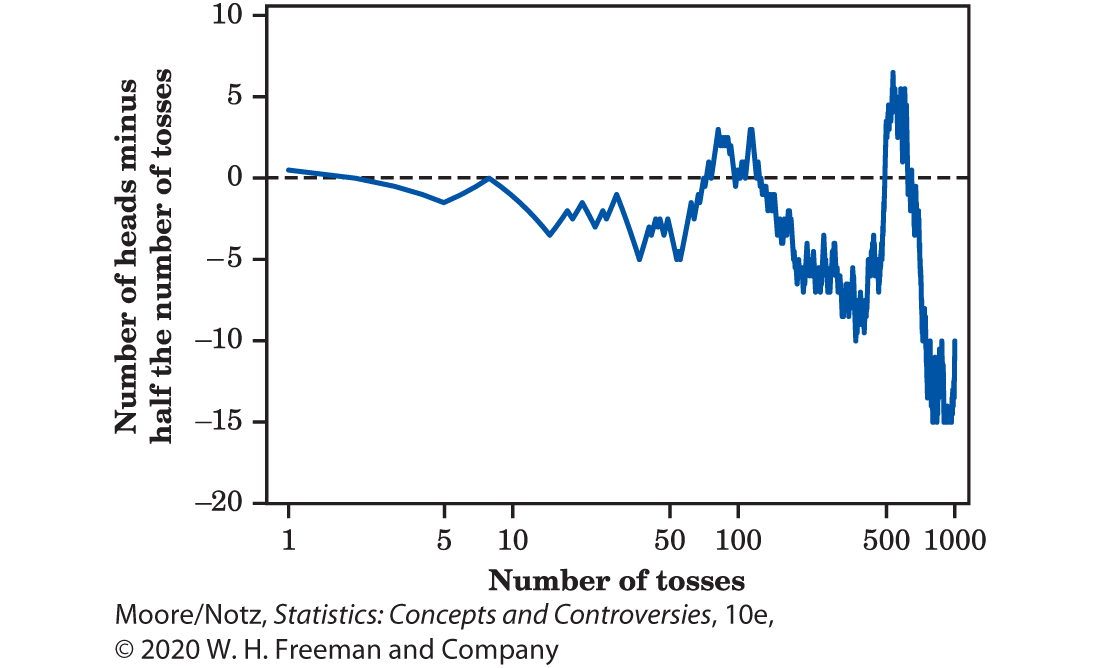 10
5
0
−5
−10
−15
−20
Number of heads minus
half the number of tosses
1 5 10 50 100 500 1000
Number of tosses
Moore/Notz, Statistics: Concepts and Controversies, 10e,
© 2020 W. H. Freeman and Company